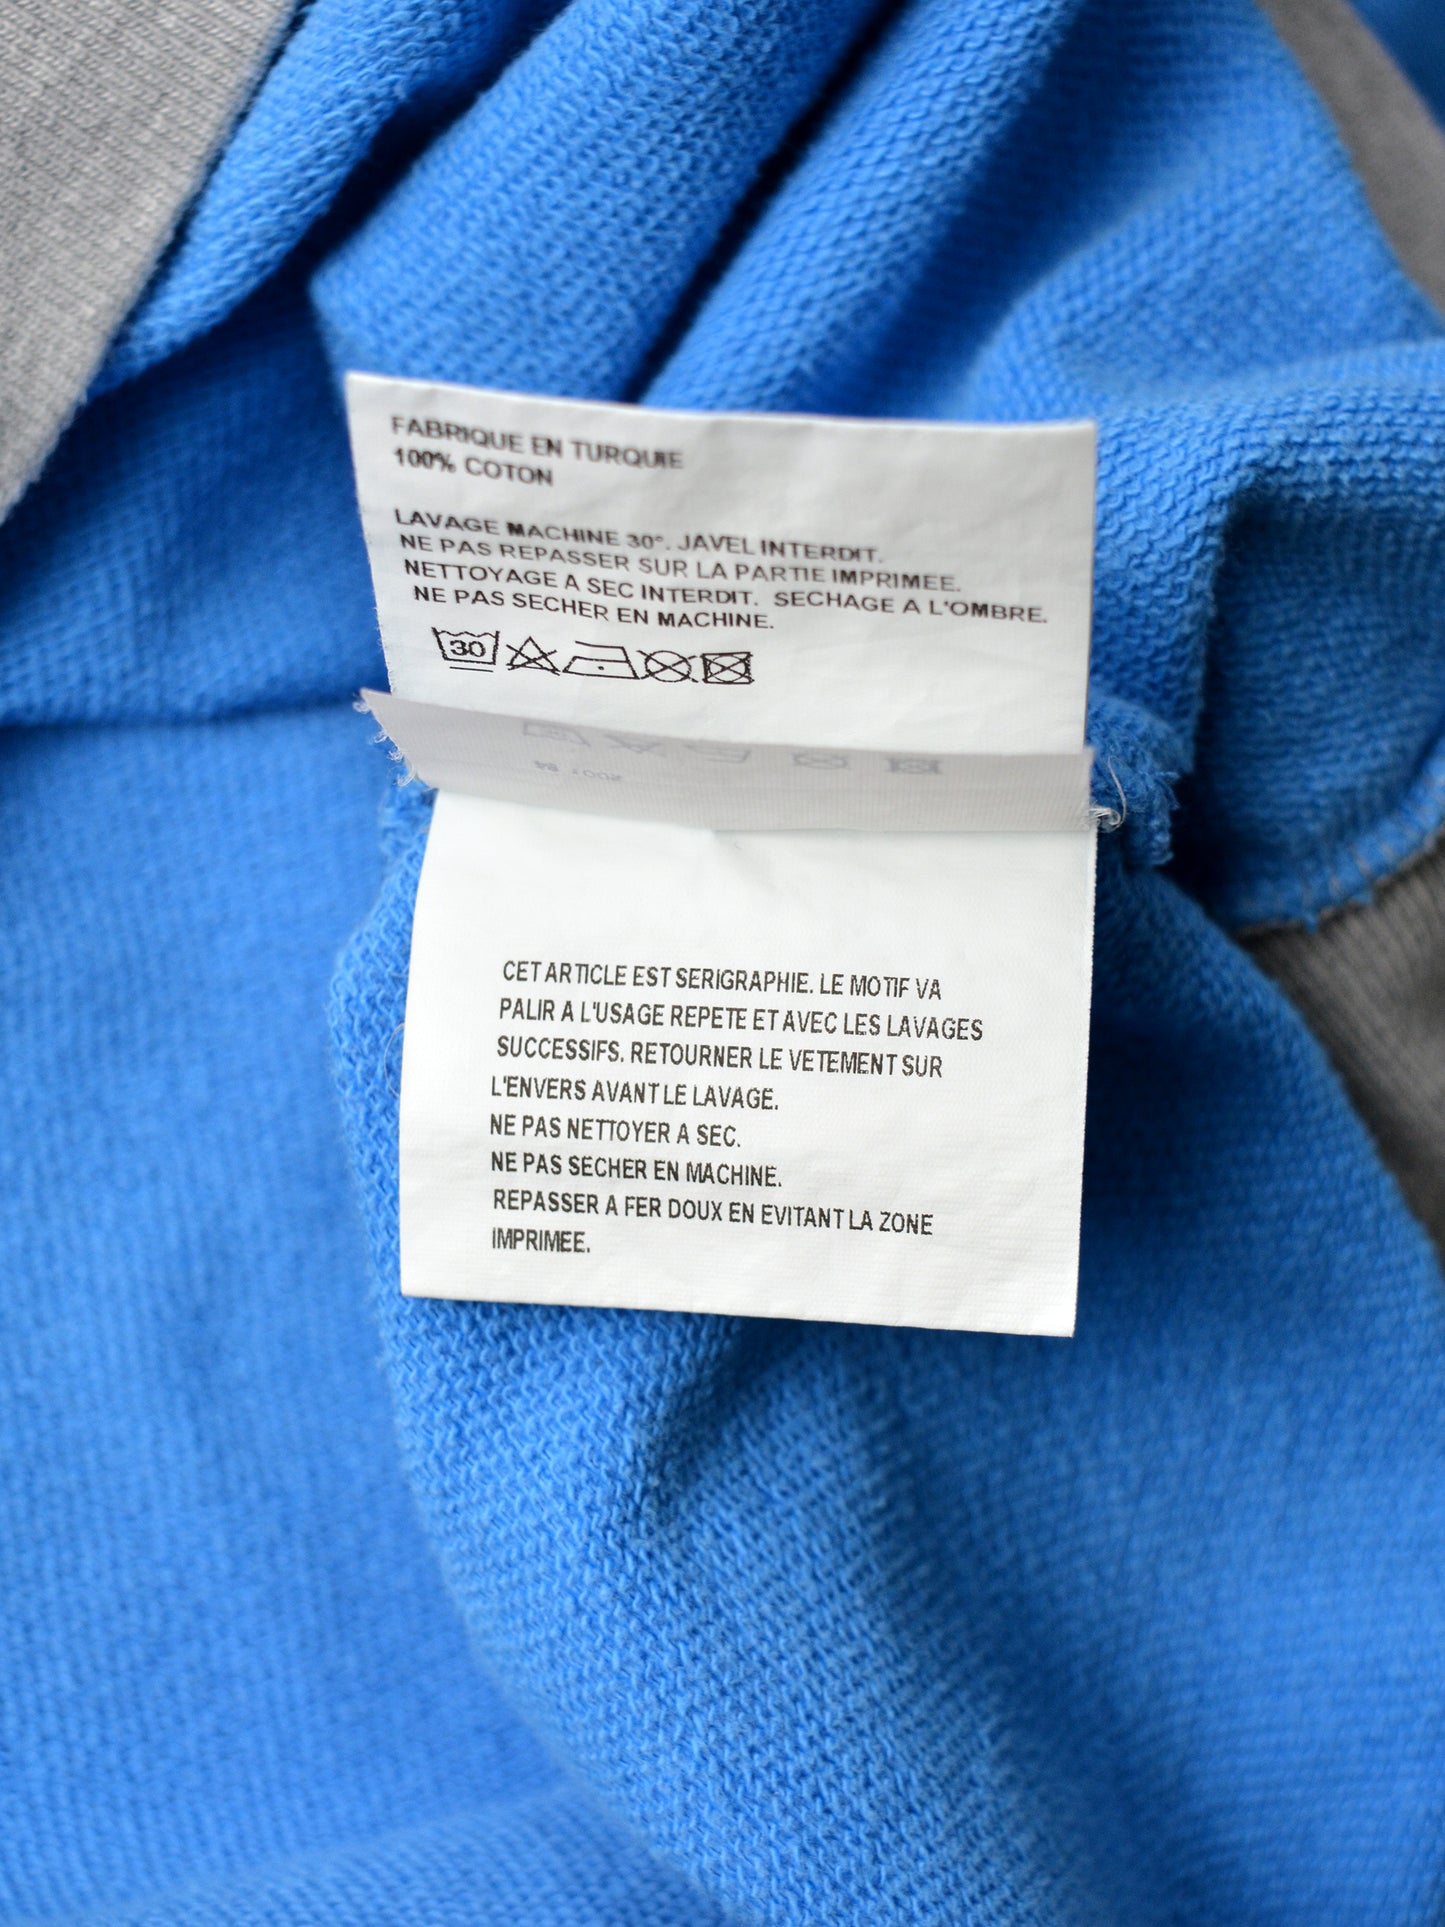 FABRIQUE EN TURQUIE
100% COTON
LAVAGE MACHINE 30°. JAVEL INTERDIT.
NE PAS REPASSER SUR LA PARTIE IMPRIMEE.
NETTOYAGE A SEC INTERDIT. SECHAGE A L'OMBRE.
NE PAS SECHER EN MACHINE.
30
CET ARTICLE EST SERIGRAPHIE. LE MOTIF VA
PALIR A L'USAGE REPETE ET AVEC LES LAVAGES
SUCCESSIFS. RETOURNER LE VETEMENT SUR
L'ENVERS AVANT LE LAVAGE.
NE PAS NETTOYER A SEC.
NE PAS SECHER EN MACHINE.
REPASSER A FER DOUX EN EVITANT LA ZONE
IMPRIMEE.